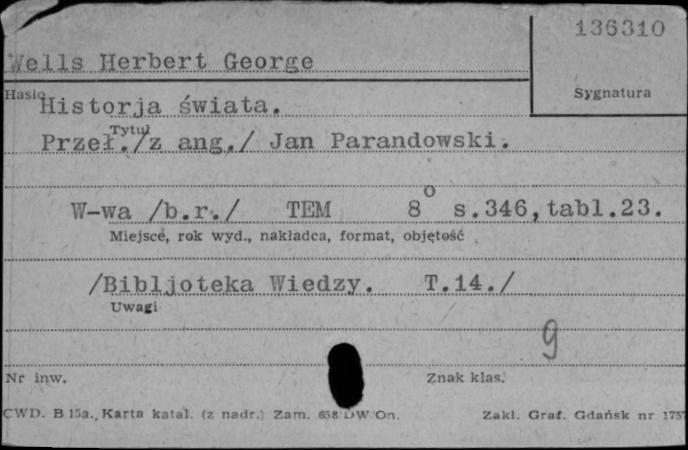 136310
Wells Herbert George
Hasło
Sygnatura
Historja świata.
Tytuł
Przeł./z ang./ Jan Parandowski.
W-wa /b.r./ TEM 8° s.346,tabl.23.
Miejsce, rok wyd., nakładca, format, objętość
/Bibljoteka Wiedzy. T.14./
Uwagi
9
Nr inw.
Znak klas.
CWD. B 15a., Karta katal. (z nadr.) Zam. 658/DW/On.
Zakł. Graf. Gdańsk nr 1757